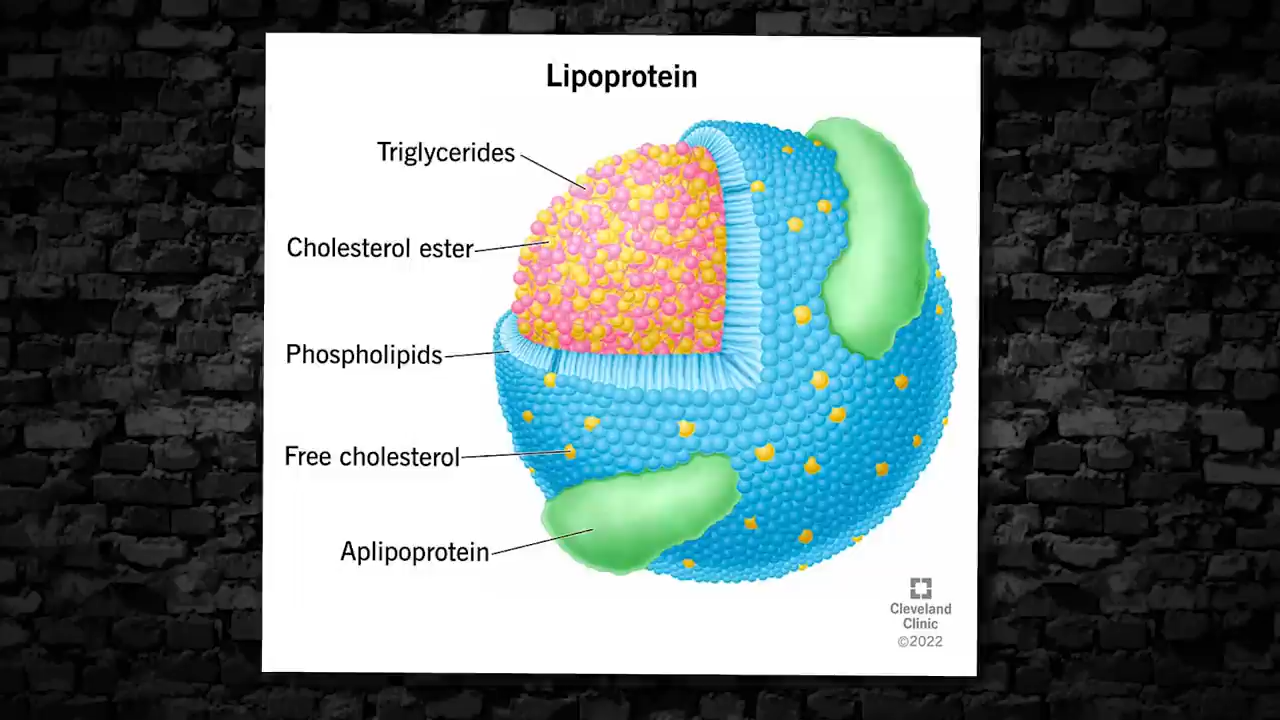 Lipoprotein
Triglycerides
Cholesterol ester
Phospholipids
Free cholesterol
Aplipoprotein
Cleveland
Clinic
©2022